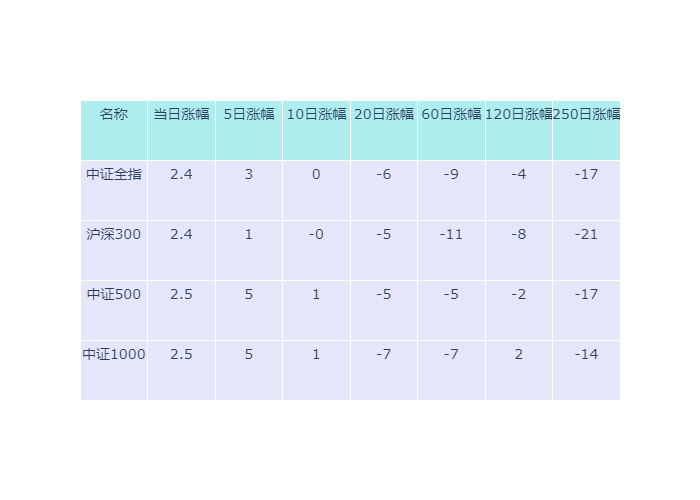 名称 当日涨幅 5日涨幅 10日涨幅 20日涨幅 60日涨幅 120日涨幅 250日涨幅
中证全指 2.4 3 0 -6 -9 -4 -17
沪深300 2.4 1 -0 -5 -11 -8 -21
中证500 2.5 5 1 -5 -5 -2 -17
中证1000 2.5 5 1 -7 -7 2 -14